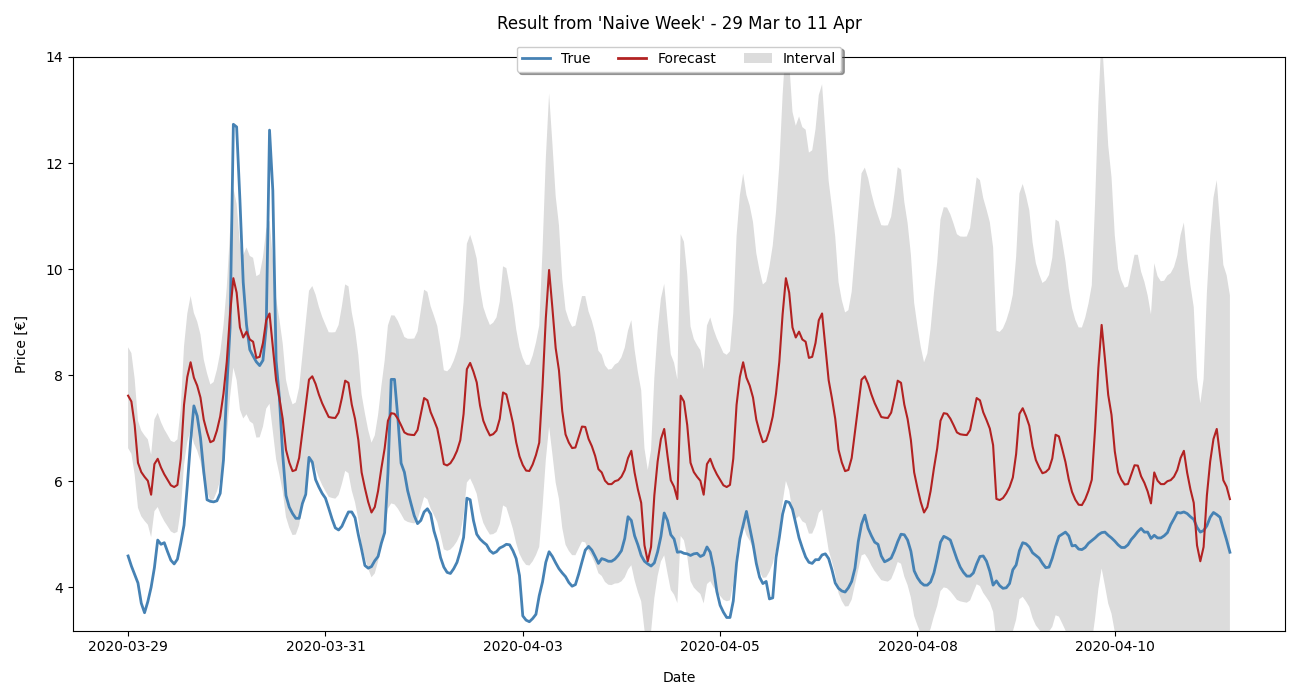 Result from 'Naive Week' - 29 Mar to 11 Apr
True Forecast Interval
14
12
10
8
6
4
Price [€]
2020-03-29 2020-03-31 2020-04-03 2020-04-05 2020-04-08 2020-04-10
Date